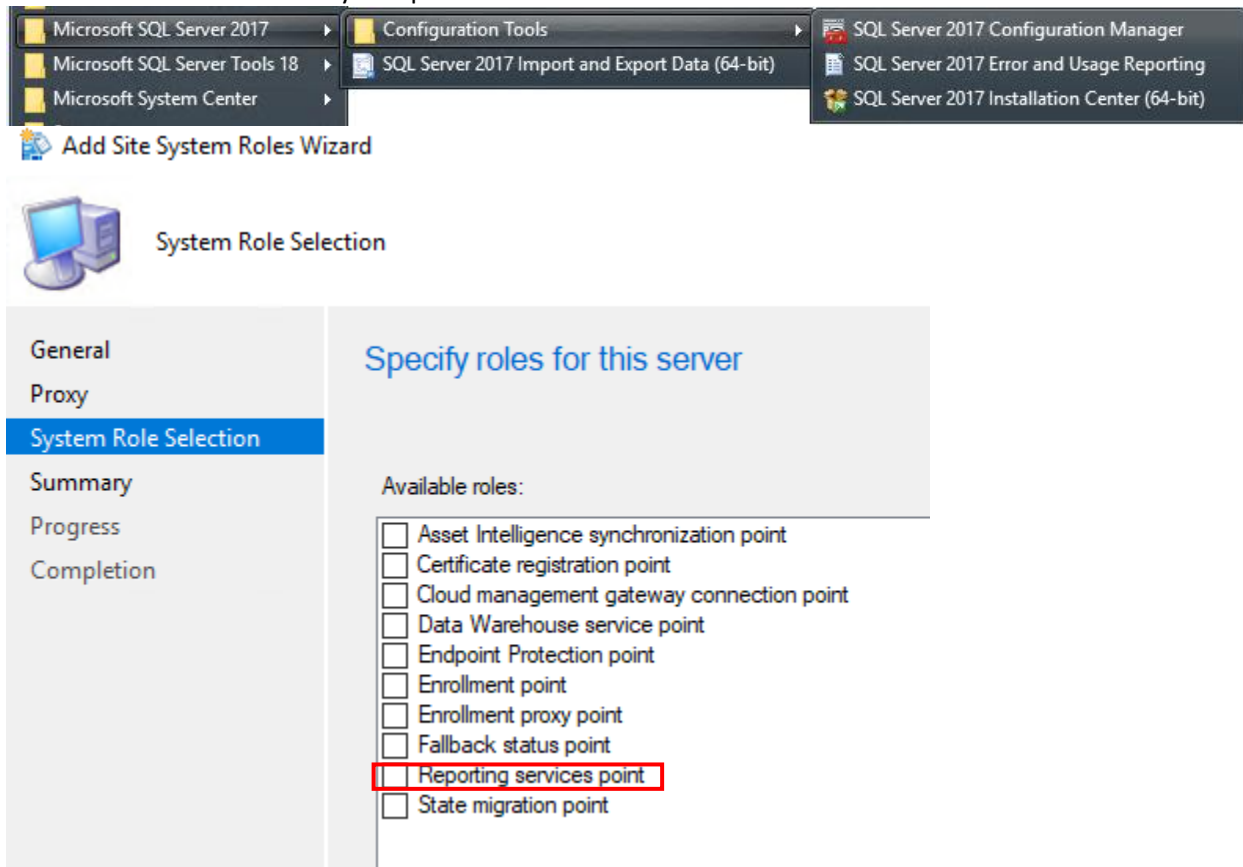 Microsoft SQL Server 2017
Configuration Tools
SQL Server 2017 Configuration Manager
Microsoft SQL Server Tools 18
SQL Server 2017 Import and Export Data (64-bit)
SQL Server 2017 Error and Usage Reporting
Microsoft System Center
SQL Server 2017 Installation Center (64-bit)
Add Site System Roles Wizard
System Role Selection
General
Proxy
System Role Selection
Summary
Progress
Completion
Specify roles for this server
Available roles:
Asset Intelligence synchronization point
Certificate registration point
Cloud management gateway connection point
Data Warehouse service point
Endpoint Protection point
Enrollment point
Enrollment proxy point
Fallback status point
Reporting services point
State migration point